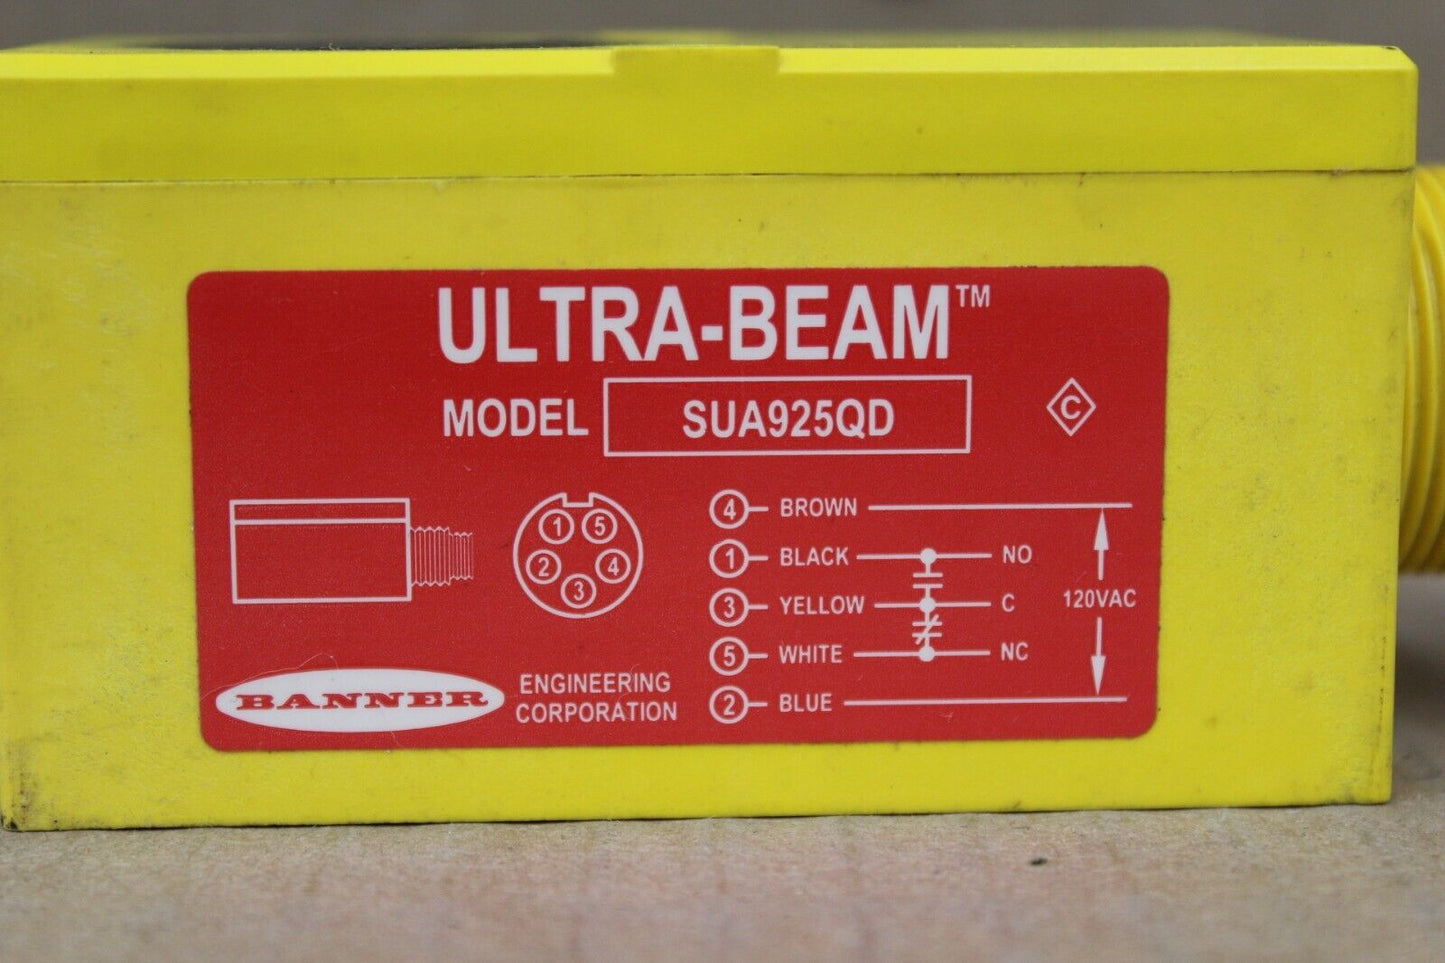 ULTRA-BEAM™
MODEL SUA925QD
C
1 5
2 4
3
4 BROWN
1 BLACK NO
3 YELLOW C 120VAC
5 WHITE NC
2 BLUE
BANNER ENGINEERING
CORPORATION